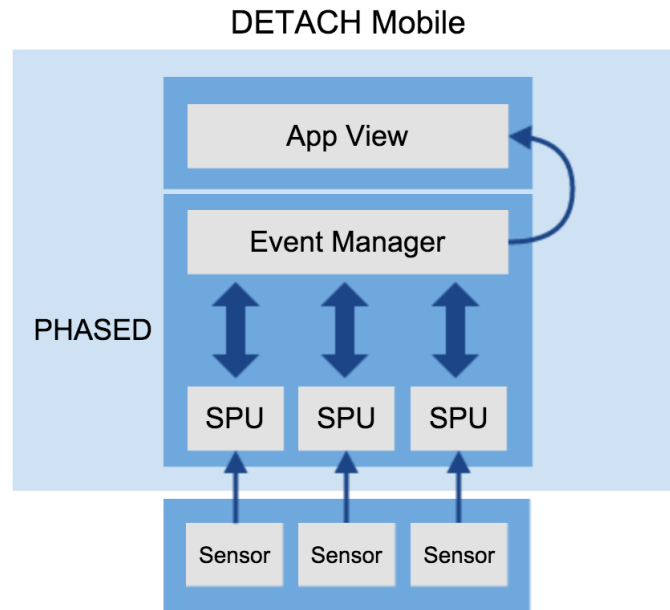 DETACH Mobile
App View
Event Manager
PHASED
SPU SPU SPU
Sensor Sensor Sensor